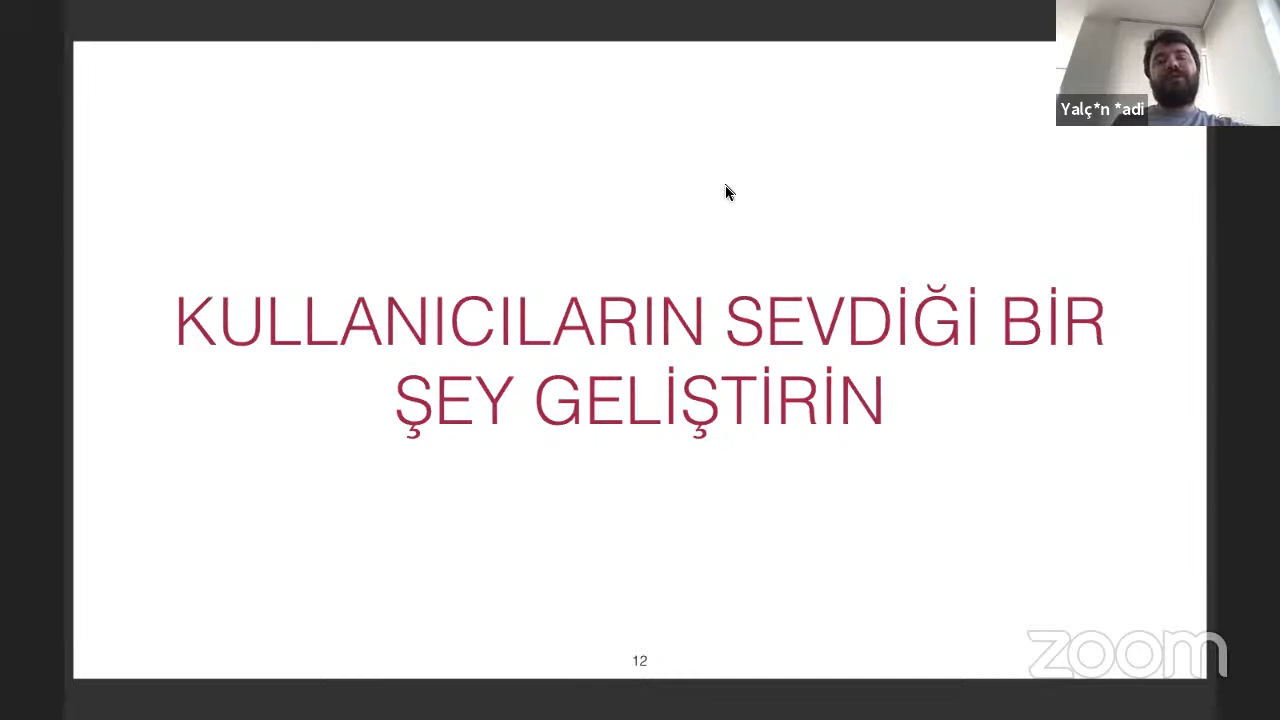 Yalç*n *adi
KULLANICILARIN SEVDİĞİ BİR
ŞEY GELİŞTİRİN
12
zoom